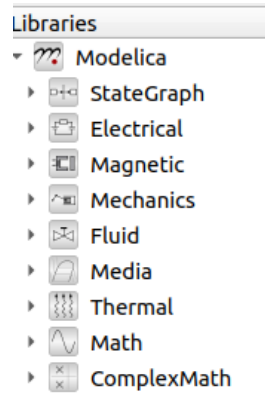 Libraries
Modelica
StateGraph
Electrical
Magnetic
Mechanics
Fluid
Media
Thermal
Math
ComplexMath